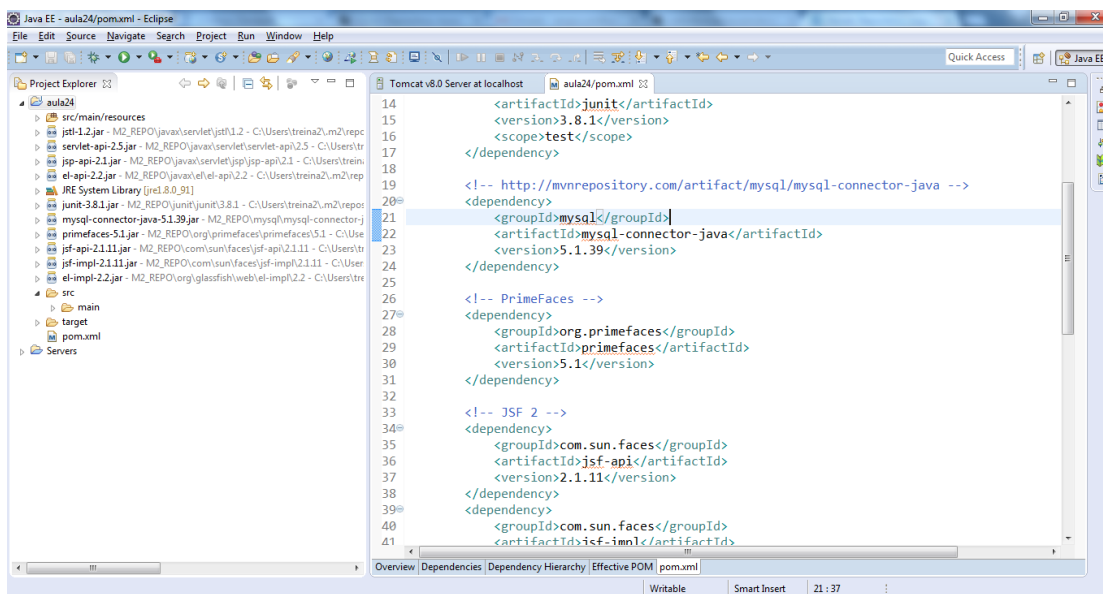 Java EE - aula24/pom.xml - Eclipse
File Edit Source Navigate Search Project Run Window Help
Quick Access
Java EE
Project Explorer
aula24
src/main/resources
jstl-1.2.jar - M2_REPO\javax\servlet\jstl\1.2 - C:\Users\treina2\.m2\repo
servlet-api-2.5.jar - M2_REPO\javax\servlet\servlet-api\2.5 - C:\Users\tr
jsp-api-2.1.jar - M2_REPO\javax\servlet\jsp\jsp-api\2.1 - C:\Users\trein
el-api-2.2.jar - M2_REPO\javax\el\el-api\2.2 - C:\Users\treina2\.m2\rep
JRE System Library [jre1.8.0_91]
junit-3.8.1.jar - M2_REPO\junit\junit\3.8.1 - C:\Users\treina2\.m2\repos
mysql-connector-java-5.1.39.jar - M2_REPO\mysql\mysql-connector-j
primefaces-5.1.jar - M2_REPO\org\primefaces\primefaces\5.1 - C:\Use
jsf-api-2.1.11.jar - M2_REPO\com\sun\faces\jsf-api\2.1.11 - C:\Users\tr
jsf-impl-2.1.11.jar - M2_REPO\com\sun\faces\jsf-impl\2.1.11 - C:\User
el-impl-2.2.jar - M2_REPO\org\glassfish\web\el-impl\2.2 - C:\Users\tre
src
main
target
pom.xml
Servers
Tomcat v8.0 Server at localhost aula24/pom.xml
14 <artifactId>junit</artifactId>
15 <version>3.8.1</version>
16 <scope>test</scope>
17 </dependency>
18
19 <!-- http://mvnrepository.com/artifact/mysql/mysql-connector-java -->
20 <dependency>
21 <groupId>mysql</groupId>
22 <artifactId>mysql-connector-java</artifactId>
23 <version>5.1.39</version>
24 </dependency>
25
26 <!-- PrimeFaces -->
27 <dependency>
28 <groupId>org.primefaces</groupId>
29 <artifactId>primefaces</artifactId>
30 <version>5.1</version>
31 </dependency>
32
33 <!-- JSF 2 -->
34 <dependency>
35 <groupId>com.sun.faces</groupId>
36 <artifactId>jsf-api</artifactId>
37 <version>2.1.11</version>
38 </dependency>
39 <dependency>
40 <groupId>com.sun.faces</groupId>
41 <artifactId>jsf-impl</artifactId>
Overview Dependencies Dependency Hierarchy Effective POM pom.xml
Writable Smart Insert 21 : 37